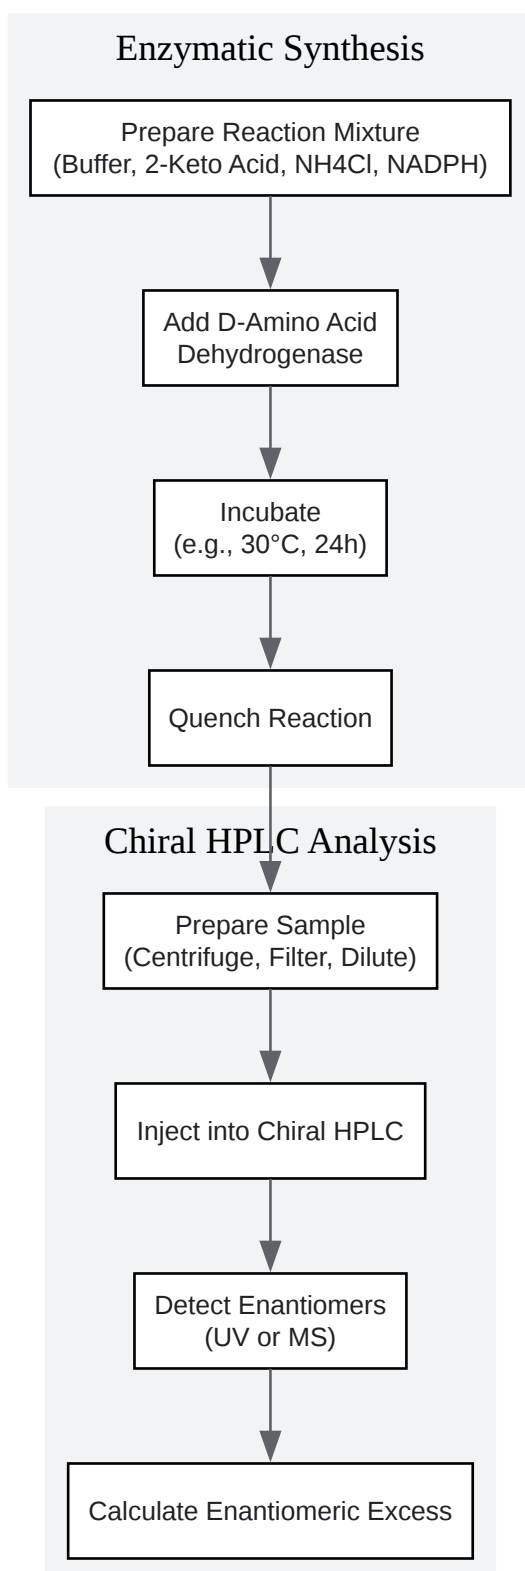 Enzymatic Synthesis
Prepare Reaction Mixture
(Buffer, 2-Keto Acid, NH4Cl, NADPH)
Add D-Amino Acid
Dehydrogenase
Incubate
(e.g., 30°C, 24h)
Quench Reaction
Chiral HPLC Analysis
Prepare Sample
(Centrifuge, Filter, Dilute)
Inject into Chiral HPLC
Detect Enantiomers
(UV or MS)
Calculate Enantiomeric Excess